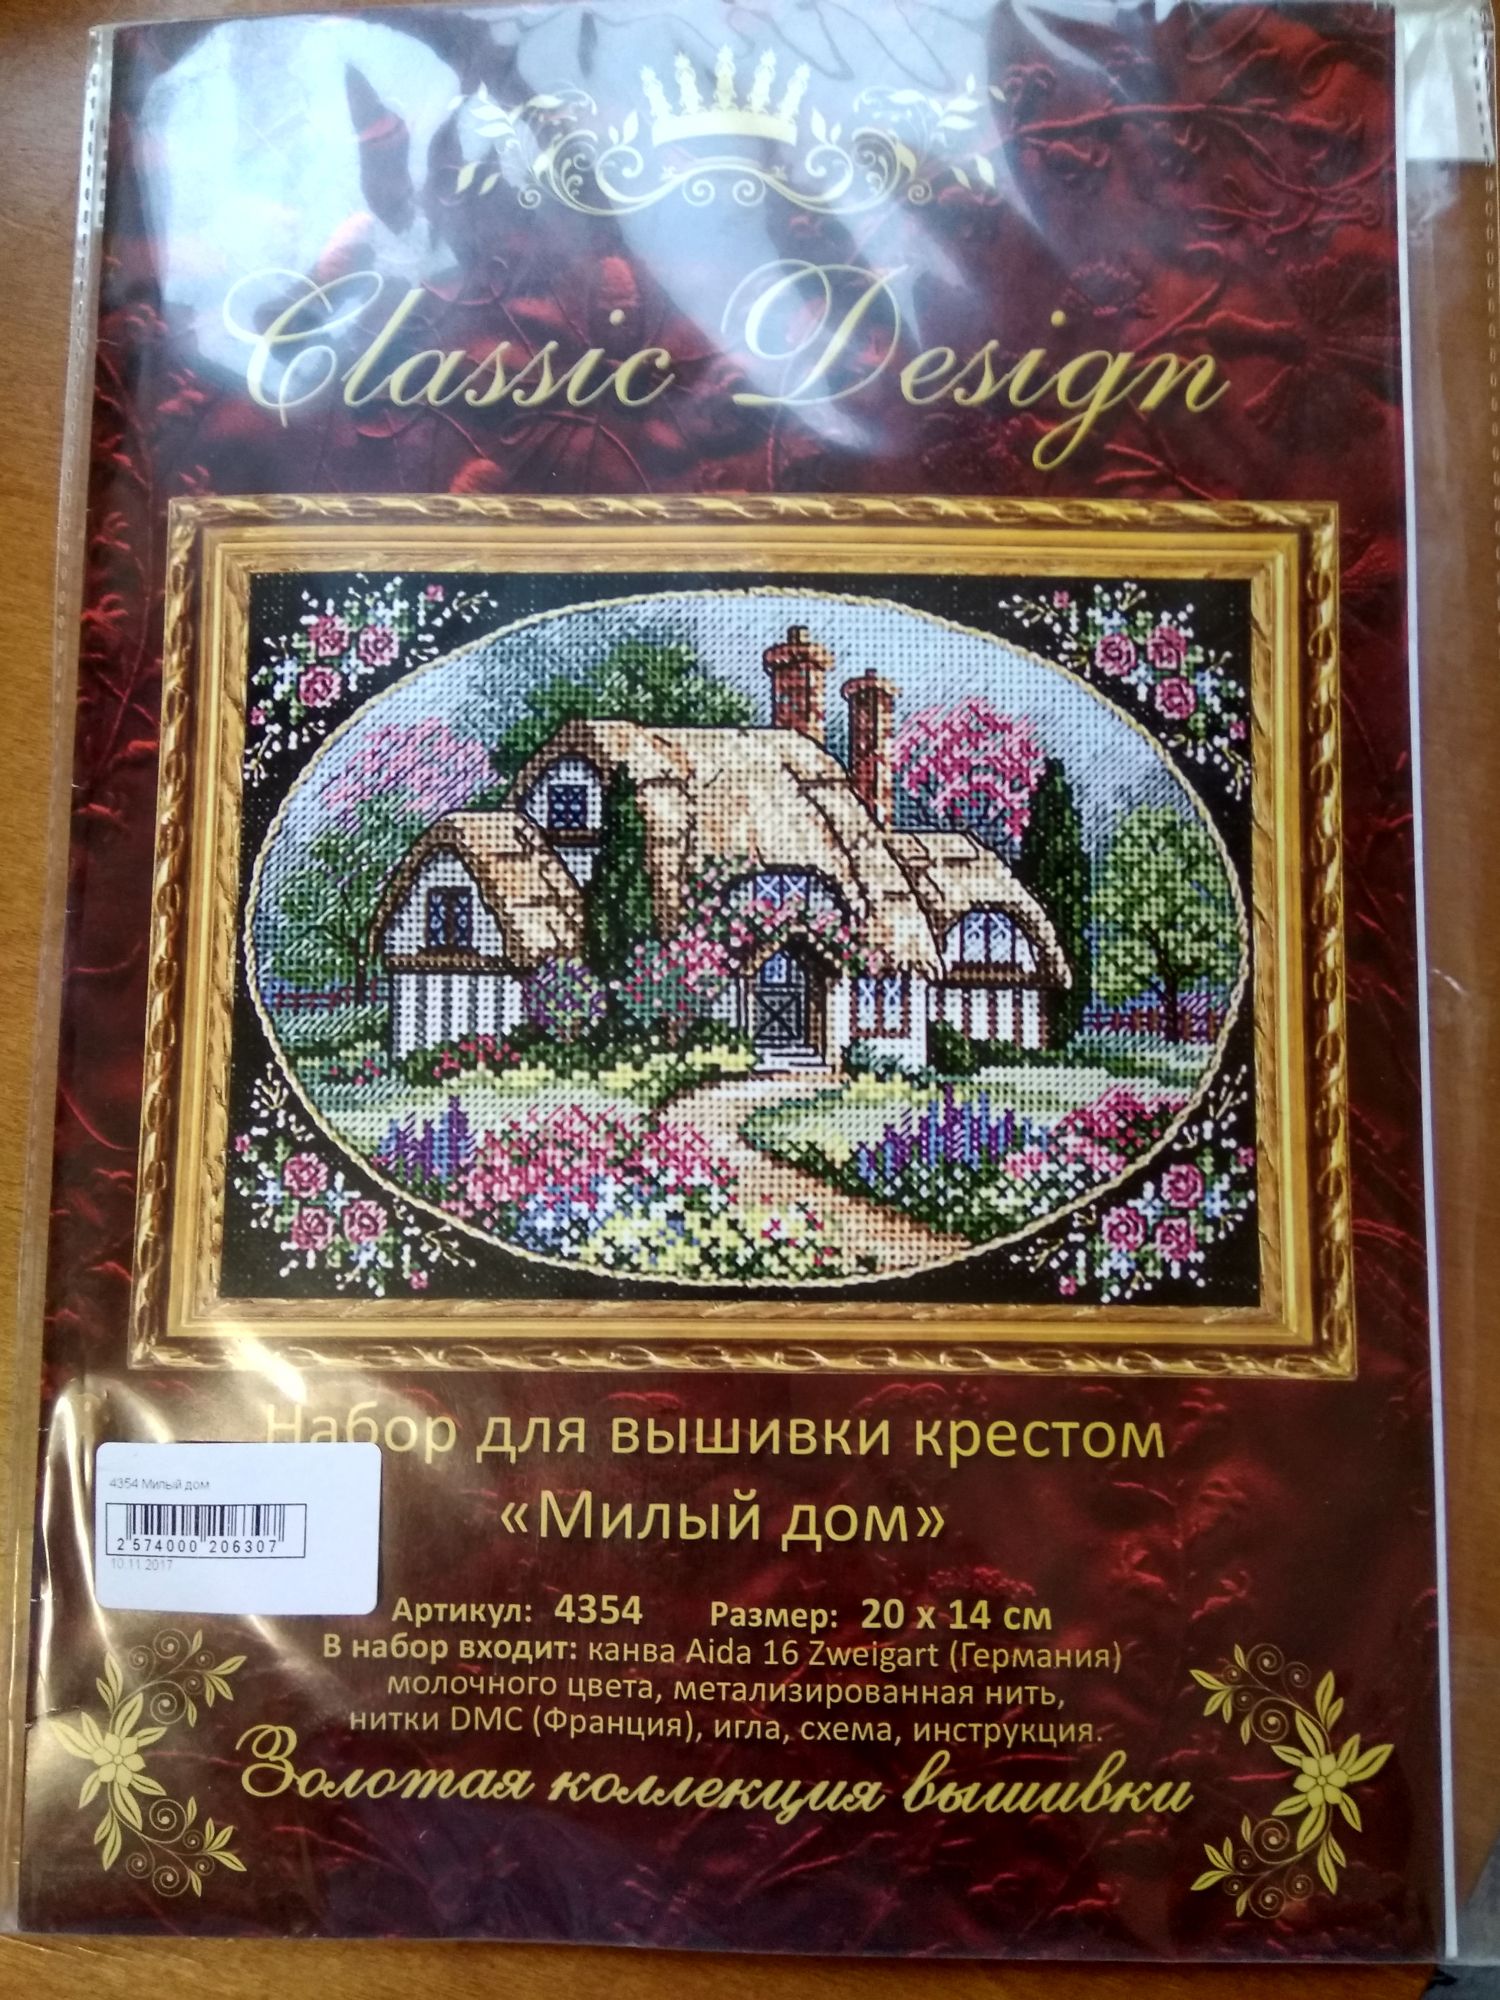 Classic Design
Набор для вышивки крестом
«Милый дом»
4354 Милый дом
2 574000 206307
10.11.2017
Артикул: 4354 Размер: 20 х 14 см
В набор входит: канва Aida 16 Zweigart (Германия)
молочного цвета, метализированная нить,
нитки DMC (Франция), игла, схема, инструкция.
Золотая коллекция вышивки